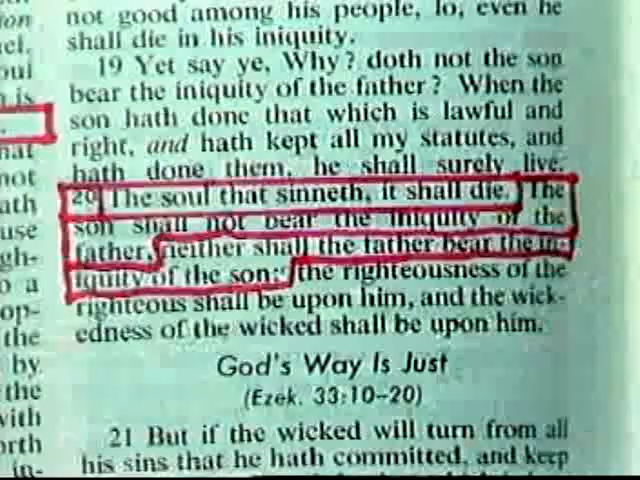 not good among his people, lo, even he
shall die in his iniquity.
19 Yet say ye, Why? doth not the son
bear the iniquity of the father? When the
son hath done that which is lawful and
right, and hath kept all my statutes, and
hath done them, he shall surely live.
20 The soul that sinneth, it shall die. The
son shall not bear the iniquity of the
father, neither shall the father bear the in-
iquity of the son: the righteousness of the
righteous shall be upon him, and the wick-
edness of the wicked shall be upon him.
God's Way Is Just
(Ezek. 33:10–20)
21 But if the wicked will turn from all
his sins that he hath committed, and keep